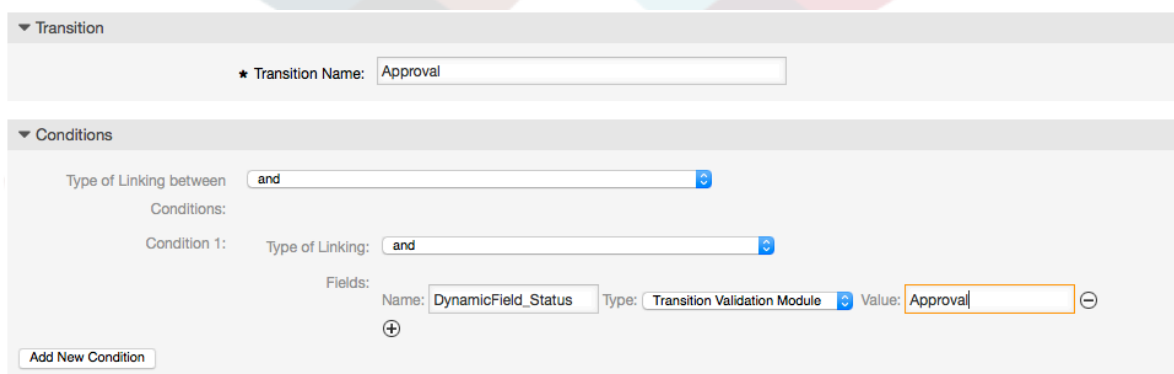 Transition
★ Transition Name: Approval
Conditions
Type of Linking between Conditions: and
Condition 1: Type of Linking: and
Fields:
Name: DynamicField_Status Type: Transition Validation Module Value: Approval
Add New Condition